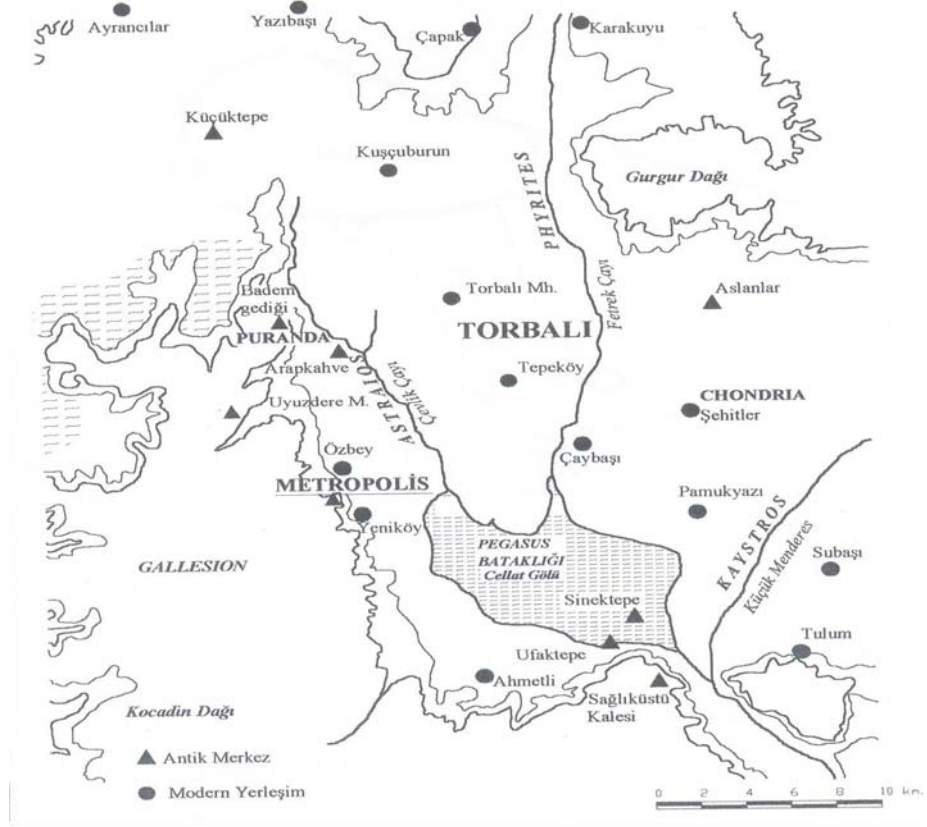 Ayrancılar
Yazıbaşı
Çapak
Karakuyu
Küçüktepe
Kuşçuburun
PHYRITES
Gurgur Dağı
Badem
gediği
Torbalı Mh.
Fetrek Çayı
Aslanlar
PURANDA
TORBALI
Arapkahve
ASTRAIOS
Çevlik Çayı
Tepeköy
Uyuzdere M.
CHONDRIA
Şehitler
Özbey
Çaybaşı
METROPOLİS
Pamukyazı
Yeniköy
KAYSTROS
Küçük Menderes
PEGASUS
BATAKLIĞI
Cellat Gölü
Subaşı
GALLESION
Sinektepe
Tulum
Ufaktepe
Ahmetli
Sağlıküstü
Kalesi
Kocadin Dağı
Antik Merkez
Modern Yerleşim
0 2 4 6 8 10 km.